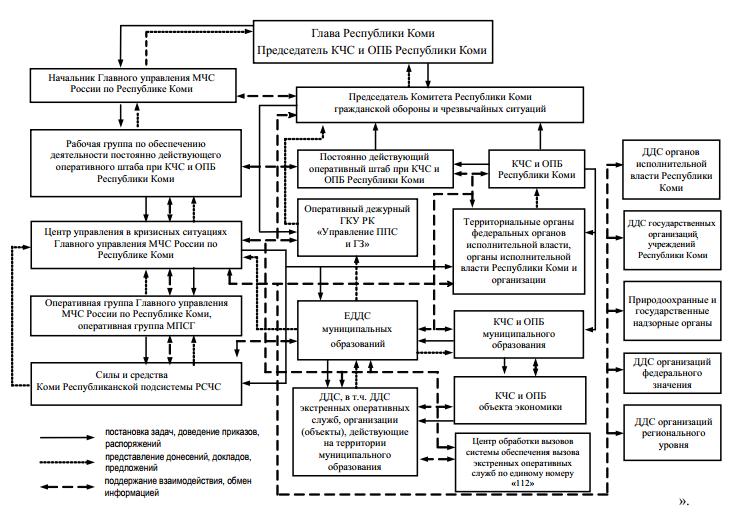 Глава Республики Коми
Председатель КЧС и ОПБ Республики Коми
Начальник Главного управления МЧС
России по Республике Коми
Председатель Комитета Республики Коми
гражданской обороны и чрезвычайных ситуаций
Рабочая группа по обеспечению
деятельности постоянно действующего
оперативного штаба при КЧС и ОПБ
Республики Коми
Постоянно действующий
оперативный штаб при КЧС и
ОПБ Республики Коми
КЧС и ОПБ
Республики Коми
ДДС органов
исполнительной
власти Республики
Коми
Оперативный дежурный
ГКУ РК
«Управление ППС
и ГЗ»
Территориальные органы
федеральных органов
исполнительной власти,
органы исполнительной
власти Республики Коми и
организации
ДДС государственных
организаций,
учреждений
Республики Коми
Центр управления в кризисных ситуациях
Главного управления МЧС России по
Республике Коми
Оперативная группа Главного управления
МЧС России по Республике Коми,
оперативная группа МПСГ
ЕДДС
муниципальных
образований
КЧС и ОПБ
муниципального
образования
Природоохранные и
государственные
надзорные органы
Силы и средства
Коми Республиканской подсистемы РСЧС
ДДС, в т.ч. ДДС
экстренных оперативных
служб, организации
(объекты), действующие
на территории
муниципального
образования
КЧС и ОПБ
объекта экономики
ДДС организаций
федерального
значения
Центр обработки вызовов
системы обеспечения вызова
экстренных оперативных
служб по единому номеру
«112»
ДДС организаций
регионального
уровня
постановка задач, доведение приказов,
распоряжений
представление донесений, докладов,
предложений
поддержание взаимодействия, обмен
информацией
».